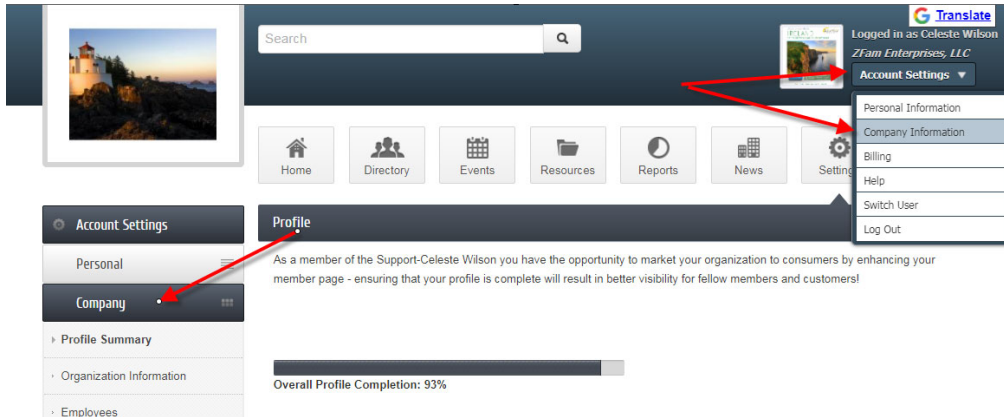 Translate
Search
Logged in as Celeste Wilson
ZFam Enterprises, LLC
Account Settings
Personal Information
Company Information
Billing
Help
Switch User
Log Out
Home
Directory
Events
Resources
Reports
News
Setting
Account Settings
Personal
Company
Profile Summary
Organization Information
Employees
Profile
As a member of the Support-Celeste Wilson you have the opportunity to market your organization to consumers by enhancing your
member page - ensuring that your profile is complete will result in better visibility for fellow members and customers!
Overall Profile Completion: 93%